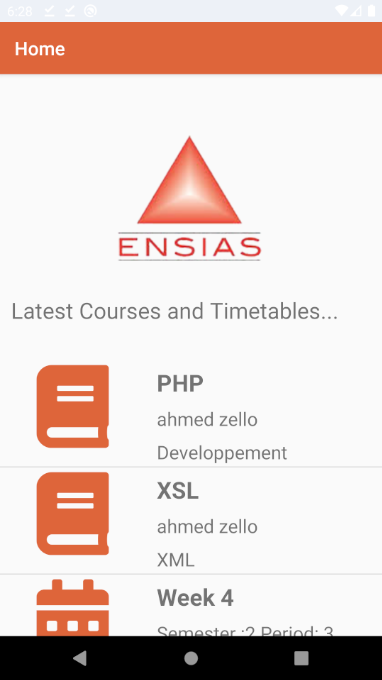 6:28
Home
ENSIAS
Latest Courses and Timetables...
PHP
ahmed zello
Developpement
XSL
ahmed zello
XML
Week 4
Semester :2 Period: 3